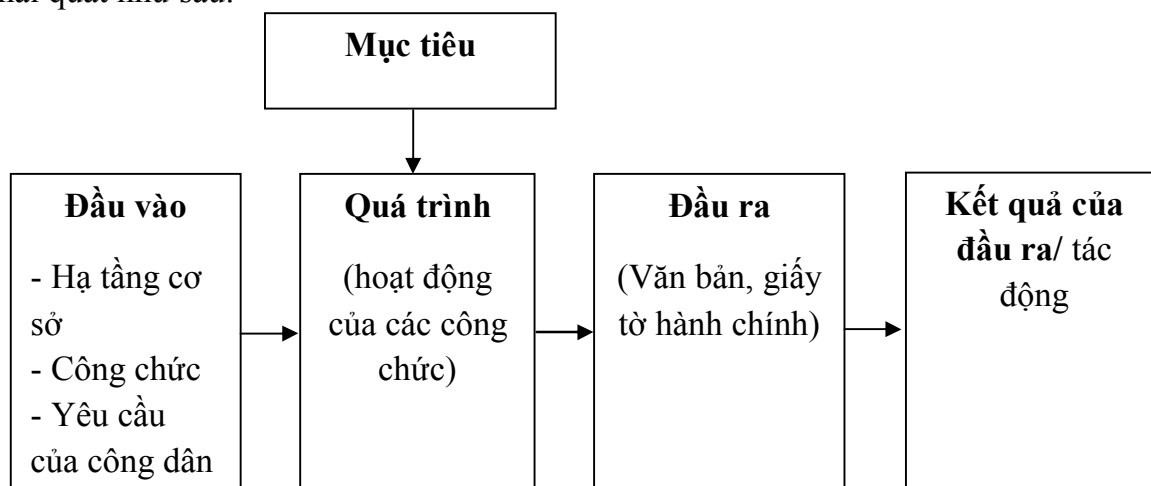 quát như sau:
Mục tiêu
Đầu vào
- Hạ tầng cơ
sở
- Công chức
- Yêu cầu
của công dân
Quá trình
(hoạt động
của các công
chức)
Đầu ra
(Văn bản, giấy
tờ hành chính)
Kết quả của
đầu ra/ tác
động